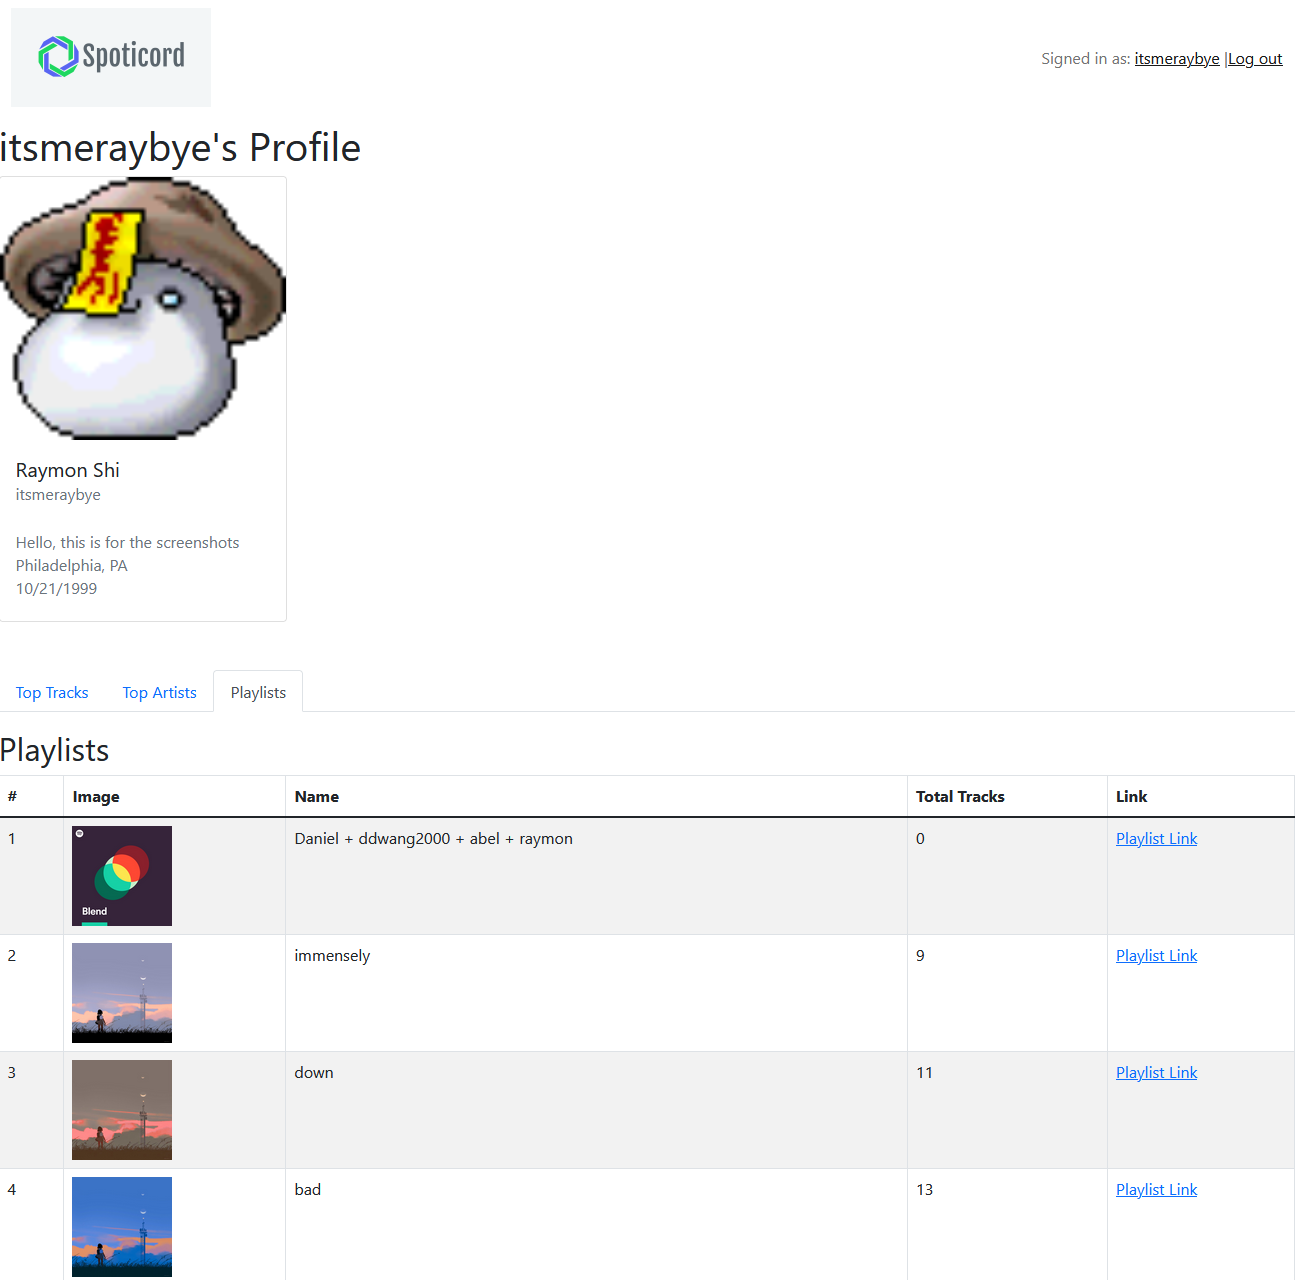 Spoticord
Signed in as: itsmeraybye |Log out
itsmeraybye's Profile
Raymon Shi
itsmeraybye
Hello, this is for the screenshots
Philadelphia, PA
10/21/1999
Top Tracks Top Artists Playlists
Playlists
# Image Name Total Tracks Link
1 Daniel + ddwang2000 + abel + raymon 0 Playlist Link
Blend
2 immensely 9 Playlist Link
3 down 11 Playlist Link
4 bad 13 Playlist Link